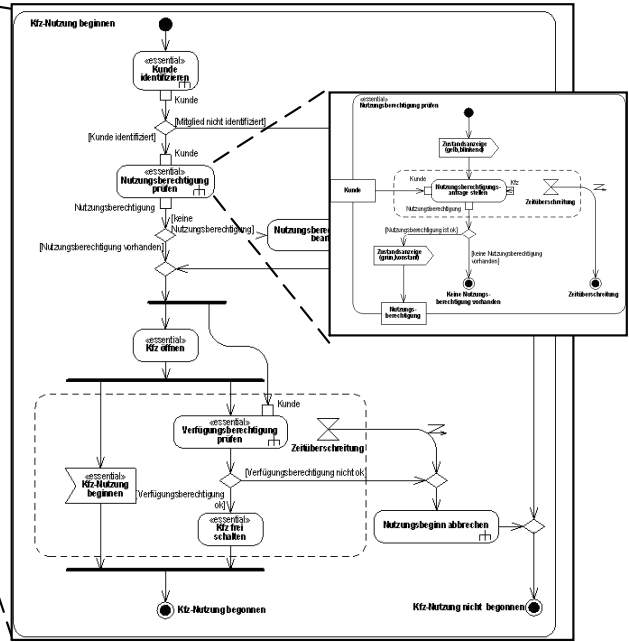 Kfz-Nutzung beginnen
«essential»
Kunde
identifizieren
Kunde
[Mitglied nicht identifiziert]
[Kunde identifiziert]
Kunde
«essential»
Nutzungsberechtigung
prüfen
Nutzungsberechtigung
[keine
Nutzungsberechtigung]
[Nutzungsberechtigung vorhanden]
Nutzungsbere
bean
«essential»
Nutzungsberechtigung prüfen
Zustandsanzeige
(gelb,blinkend)
Kunde
Kunde
Nutzungsberechtigungs-
anfrage stellen
Kfz
Zeitüberschreitung
Nutzungsberechtigung
[Nutzungsberechtigung ist ok]
Zustandsanzeige
(grün,konstant)
[keine Nutzungsberechtigung
vorhanden]
Keine Nutzungs-
berechtigung vorhanden
Zeitüberschreitung
Nutzungs-
berechtigung
«essential»
Kfz öffnen
Kunde
«essential»
Verfügungsberechtigung
prüfen
Zeitüberschreitung
«essential»
Kfz-Nutzung
beginnen
[Verfügungsberechtigung nicht ok]
[Verfügungsberechtigung
ok]
«essential»
Kfz frei
schalten
Nutzungsbeginn abbrechen
Kfz-Nutzung begonnen
Kfz-Nutzung nicht begonnen